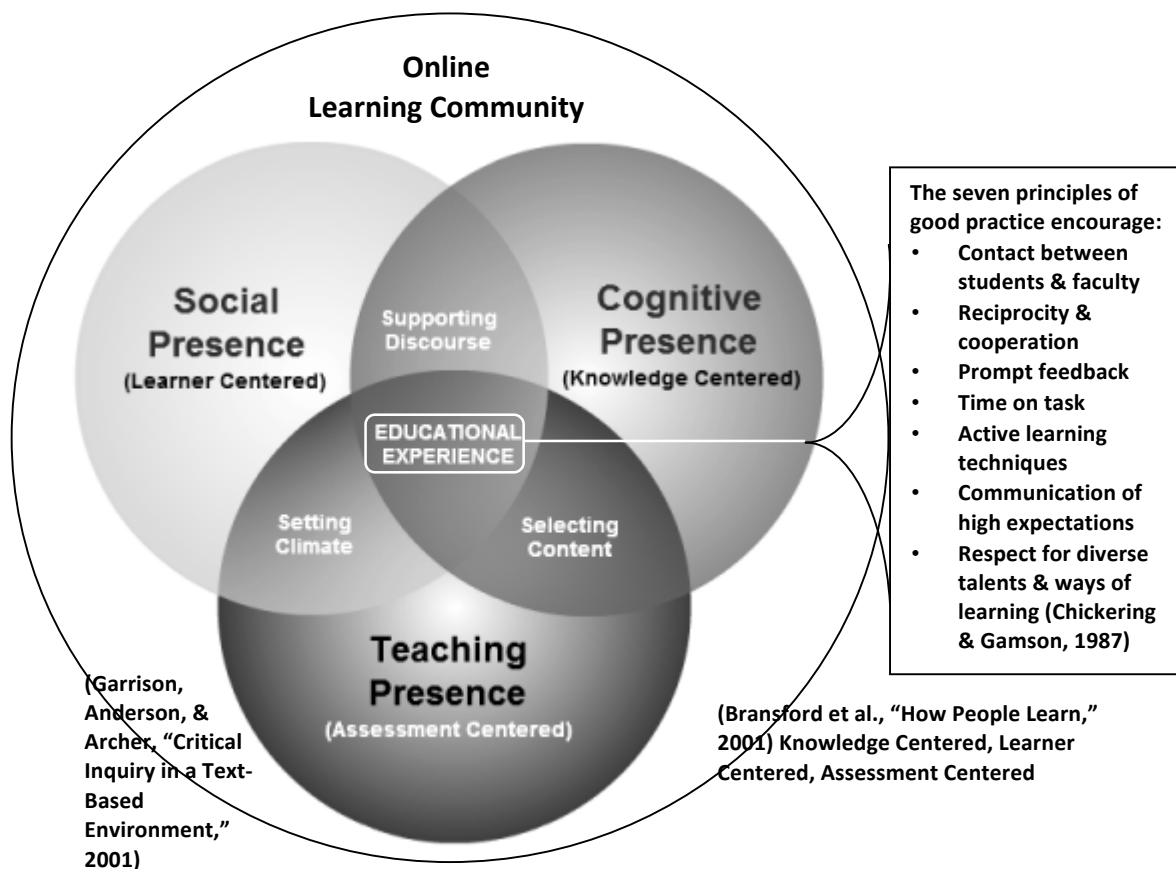 Online
Learning Community
Social
Presence
(Learner Centered)
Supporting
Discourse
Cognitive
Presence
(Knowledge Centered)
EDUCATIONAL
EXPERIENCE
Setting
Climate
Selecting
Content
Teaching
Presence
(Assessment Centered)
The seven principles of
good practice encourage:
• Contact between
students & faculty
• Reciprocity &
cooperation
• Prompt feedback
• Time on task
• Active learning
techniques
• Communication of
high expectations
• Respect for diverse
talents & ways of
learning (Chickering
& Gamson, 1987)
(Garrison,
Anderson, &
Archer, “Critical
Inquiry in a Text-
Based
Environment,”
2001)
(Bransford et al., “How People Learn,”
2001) Knowledge Centered, Learner
Centered, Assessment Centered